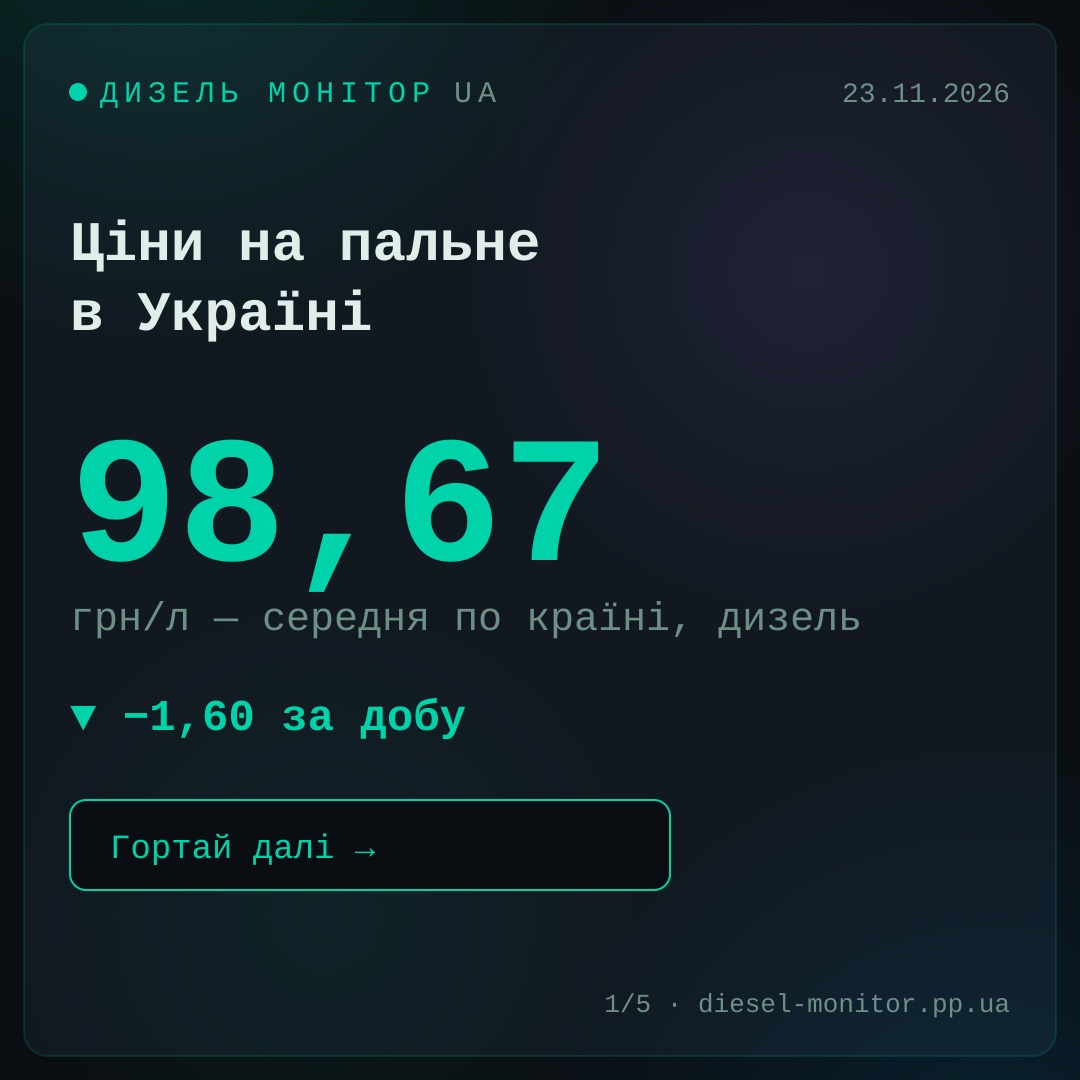 ДИЗЕЛЬ МОНІТОР UA
23.11.2026
Ціни на пальне
в Україні
98,67
грн/л — середня по країні, дизель
▼ −1,60 за добу
Гортай далі →
1/5 · diesel-monitor.pp.ua